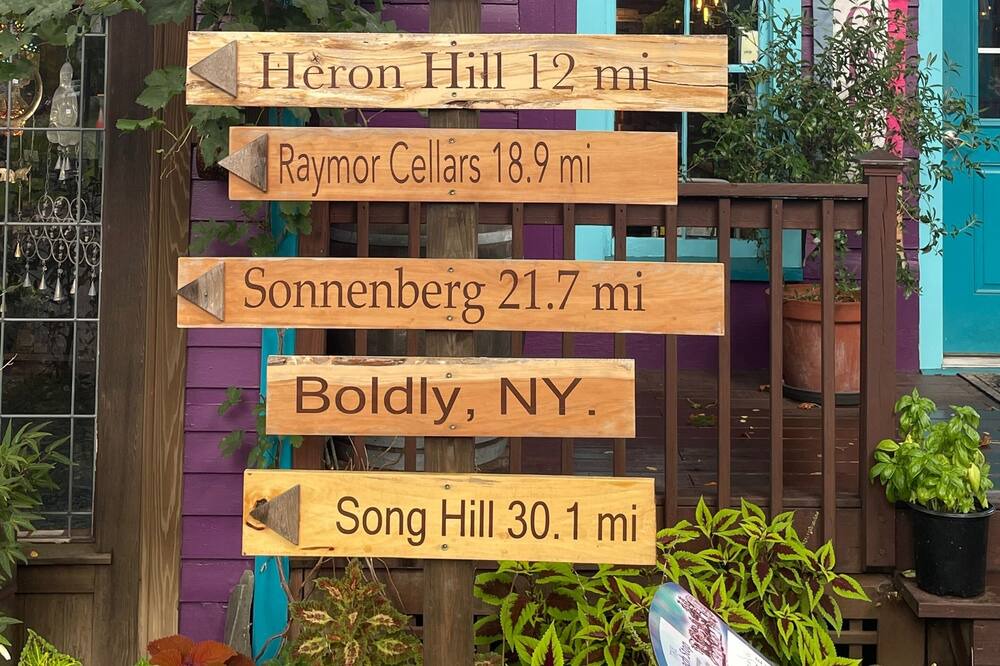 Heron Hill 12 mi
Raymor Cellars 18.9 mi
Sonnenberg 21.7 mi
Boldly, NY.
Song Hill 30.1 mi